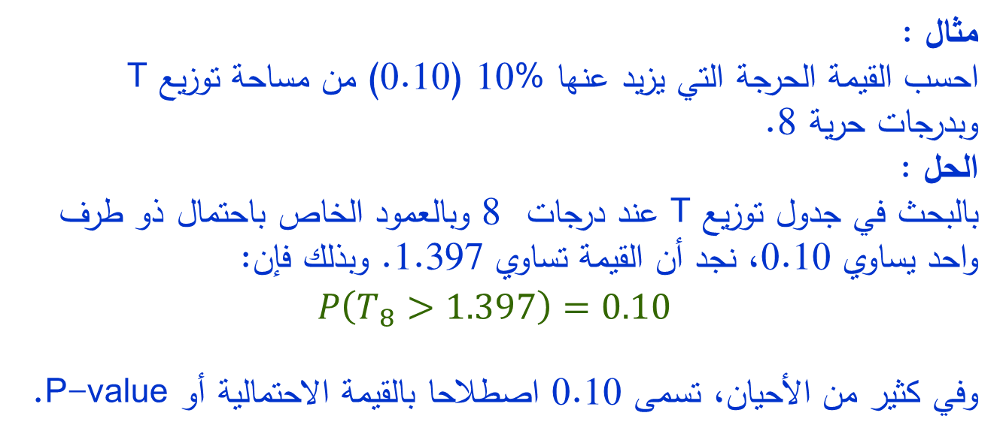 مثال :
احسب القيمة الحرجة التي يزيد عنها 10% (0.10) من مساحة توزيع T
وبدرجات حرية 8.
الحل :
بالبحث في جدول توزيع T عند درجات 8 وبالعمود الخاص باحتمال ذو طرف
واحد يساوي 0.10، نجد أن القيمة تساوي 1.397. وبذلك فإن:
P(T₈ > 1.397) = 0.10
وفي كثير من الأحيان، تسمى 0.10 اصطلاحا بالقيمة الاحتمالية أو P-value.